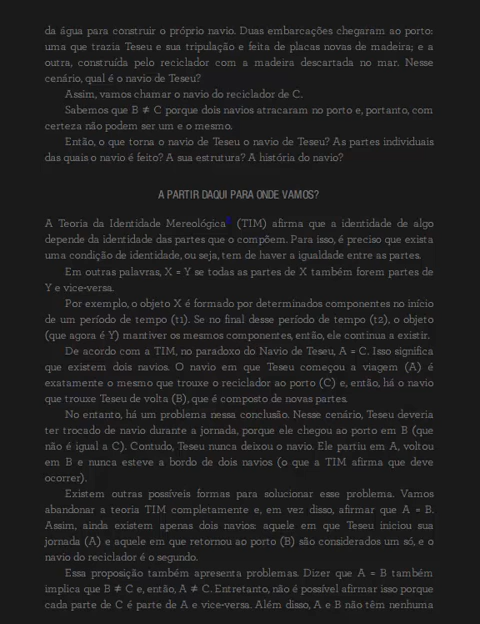 da água para construir o próprio navio. Duas embarcações chegaram ao porto:
uma que trazia Teseu e sua tripulação e feita de placas novas de madeira; e a
outra, construída pelo reciclador com a madeira descartada no mar. Nesse
cenário, qual é o navio de Teseu?
Assim, vamos chamar o navio do reciclador de C.
Sabemos que B ≠ C porque dois navios atracaram no porto e, portanto, com
certeza não podem ser um e o mesmo.
Então, o que torna o navio de Teseu o navio de Teseu? As partes individuais
das quais o navio é feito? A sua estrutura? A história do navio?
A PARTIR DAQUI PARA ONDE VAMOS?
A Teoria da Identidade Mereológica (TIM) afirma que a identidade de algo
depende da identidade das partes que o compõem. Para isso, é preciso que exista
uma condição de identidade, ou seja, tem de haver a igualdade entre as partes.
Em outras palavras, X = Y se todas as partes de X também forem partes de
Y e vice-versa.
Por exemplo, o objeto X é formado por determinados componentes no início
de um período de tempo (t1). Se no final desse período de tempo (t2), o objeto
(que agora é Y) mantiver os mesmos componentes, então, ele continua a existir.
De acordo com a TIM, no paradoxo do Navio de Teseu, A = C. Isso significa
que existem dois navios. O navio em que Teseu começou a viagem (A) é
exatamente o mesmo que trouxe o reciclador ao porto (C) e, então, há o navio
que trouxe Teseu de volta (B), que é composto de novas partes.
No entanto, há um problema nessa conclusão. Nesse cenário, Teseu deveria
ter trocado de navio durante a jornada, porque ele chegou ao porto em B (que
não é igual a C). Contudo, Teseu nunca deixou o navio. Ele partiu em A, voltou
em B e nunca esteve a bordo de dois navios (o que a TIM afirma que deve
ocorrer).
Existem outras possíveis formas para solucionar esse problema. Vamos
abandonar a teoria TIM completamente e, em vez disso, afirmar que A = B.
Assim, ainda existem apenas dois navios: aquele em que Teseu iniciou sua
jornada (A) e aquele em que retornou ao porto (B) são considerados um só, e o
navio do reciclador é o segundo.
Essa proposição também apresenta problemas. Dizer que A = B também
implica que B ≠ C e, então, A ≠ C. Entretanto, não é possível afirmar isso porque
cada parte de C é parte de A e vice-versa. Além disso, A e B não têm nenhuma